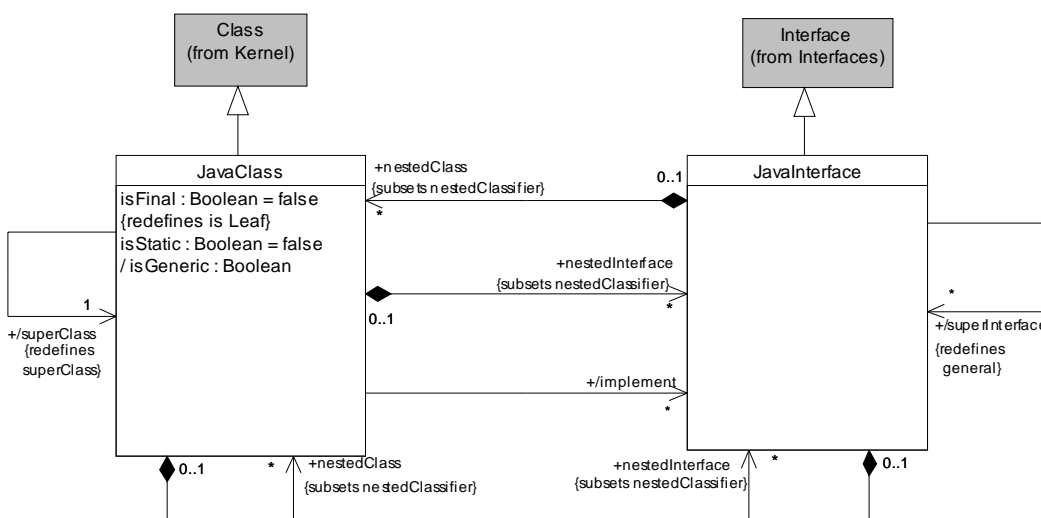 Class
(from Kernel)
Interface
(from Interfaces)
JavaClass
isFinal : Boolean = false
{redefines is Leaf}
isStatic : Boolean = false
/ isGeneric : Boolean
JavaInterface
+nestedClass
{subsets nestedClassifier}
*
0..1
+nestedInterface
{subsets nestedClassifier}
0..1
*
1
+/superClass
{redefines
superClass}
*
+/superInterface
{redefines
general}
+/implement
*
0..1
*
+nestedClass
{subsets nestedClassifier}
+nestedInterface
{subsets nestedClassifier}
*
0..1